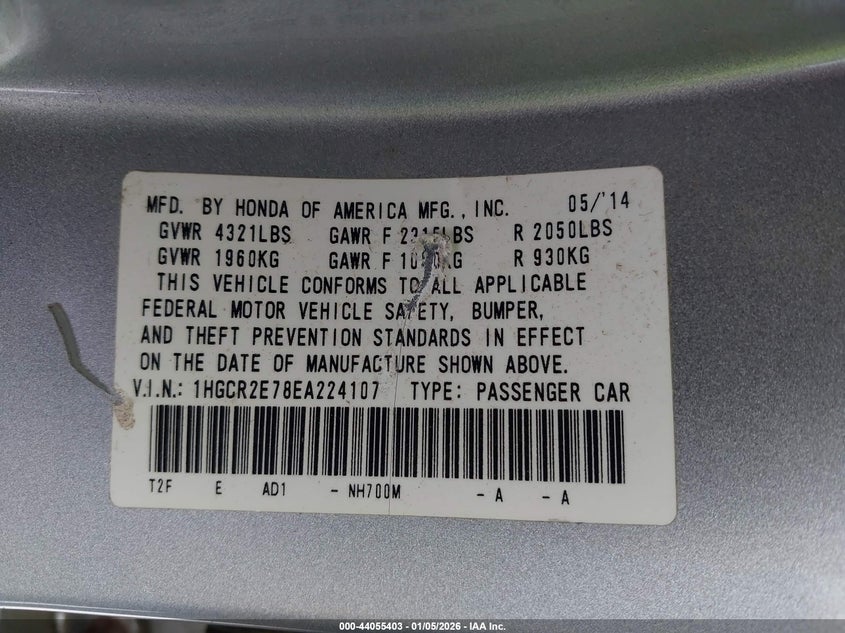 MFD. BY HONDA OF AMERICA MFG., INC. 05/'14
GVWR 4321LBS GAWR F 2315LBS R 2050LBS
GVWR 1960KG GAWR F KG R 930KG
THIS VEHICLE CONFORMS TO ALL APPLICABLE
FEDERAL MOTOR VEHICLE SAFETY, BUMPER,
AND THEFT PREVENTION STANDARDS IN EFFECT
ON THE DATE OF MANUFACTURE SHOWN ABOVE.
V.I.N.: 1HGCR2E78EA224107 TYPE: PASSENGER CAR
T2F E AD1 - NH700M - A - A
000-44055403 - 01/05/2026 - IAA Inc.